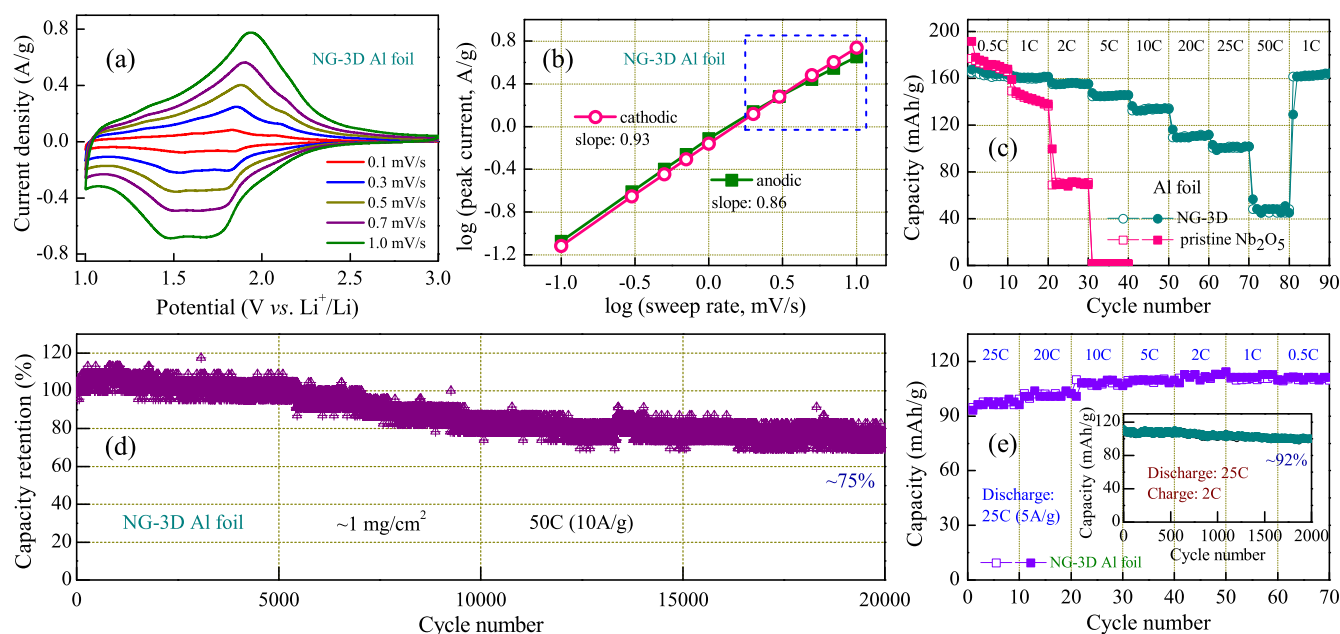 (a)
NG-3D Al foil
Current density (A/g)
0.8
0.4
0.0
-0.4
-0.8
0.1 mV/s
0.3 mV/s
0.5 mV/s
0.7 mV/s
1.0 mV/s
1.0 1.5 2.0 2.5 3.0
Potential (V vs. Li⁺/Li)
(b)
NG-3D Al foil
log (peak current, A/g)
0.8
0.4
0.0
-0.4
-0.8
-1.2
cathodic
slope: 0.93
anodic
slope: 0.86
-1.0 -0.5 0.0 0.5 1.0
log (sweep rate, mV/s)
Capacity (mAh/g)
200
160
120
80
40
0
0.5C 1C 2C 5C 10C 20C 25C 50C 1C
(c)
Al foil
NG-3D
pristine Nb₂O₅
0 10 20 30 40 50 60 70 80 90
Cycle number
Capacity retention (%)
120
100
80
60
40
20
0
(d)
~75%
NG-3D Al foil ~1 mg/cm² 50C (10A/g)
0 5000 10000 15000 20000
Cycle number
Capacity (mAh/g)
120
90
60
30
0
25C 20C 10C 5C 2C 1C 0.5C
(e)
Discharge:
25C (5A/g)
NG-3D Al foil
Capacity (mAh/g)
120
90
60
30
0
~92%
Discharge: 25C
Charge: 2C
0 500 1000 1500 2000
Cycle number
0 10 20 30 40 50 60 70
Cycle number